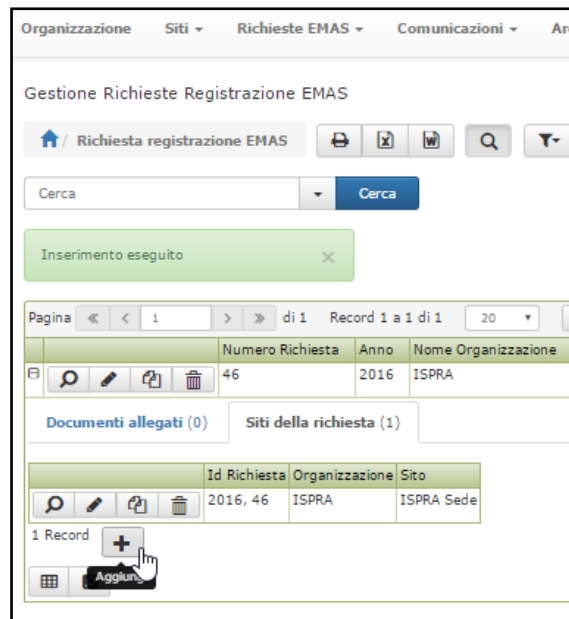 Organizzazione Siti Richieste EMAS Comunicazioni
Gestione Richieste Registrazione EMAS
/ Richiesta registrazione EMAS
Cerca Cerca
Inserimento eseguito ×
Pagina 1 di 1 Record 1 a 1 di 1 20
Numero Richiesta Anno Nome Organizzazione
46 2016 ISPRA
Documenti allegati (0) Siti della richiesta (1)
Id Richiesta Organizzazione Sito
2016, 46 ISPRA ISPRA Sede
1 Record